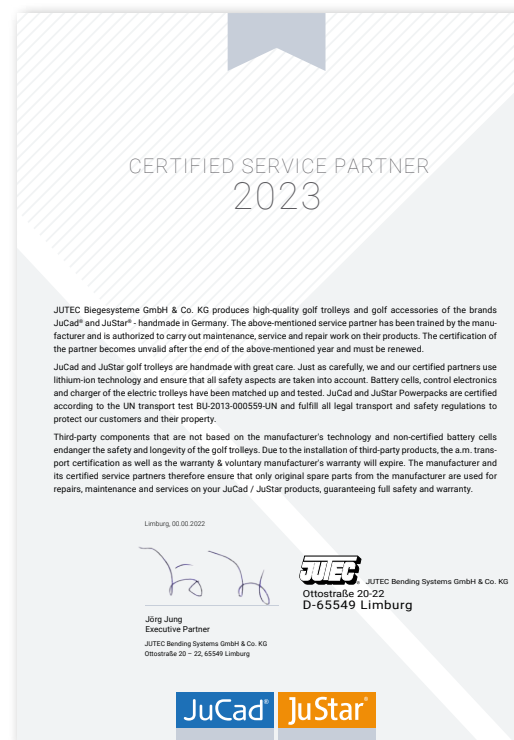 CERTIFIED SERVICE PARTNER
2023
JUTEC Biegesysteme GmbH & Co. KG produces high-quality golf trolleys and golf accessories of the brands
JuCad® and JuStar® - handmade in Germany. The above-mentioned service partner has been trained by the manu-
facturer and is authorized to carry out maintenance, service and repair work on their products. The certification of
the partner becomes unvalid after the end of the above-mentioned year and must be renewed.
JuCad and JuStar golf trolleys are handmade with great care. Just as carefully, we and our certified partners use
lithium-ion technology and ensure that all safety aspects are taken into account. Battery cells, control electronics
and charger of the electric trolleys have been matched up and tested. JuCad and JuStar Powerpacks are certified
according to the UN transport test BU-2013-000559-UN and fulfill all legal transport and safety regulations to
protect our customers and their property.
Third-party components that are not based on the manufacturer's technology and non-certified battery cells
endanger the safety and longevity of the golf trolleys. Due to the installation of third-party products, the a.m. trans-
port certification as well as the warranty & voluntary manufacturer's warranty will expire. The manufacturer and
its certified service partners therefore ensure that only original spare parts from the manufacturer are used for
repairs, maintenance and services on your JuCad / JuStar products, guaranteeing full safety and warranty.
Limburg, 00.00.2022
JUTEC® JUTEC Bending Systems GmbH & Co. KG
Ottostraße 20-22
D-65549 Limburg
Jörg Jung
Executive Partner
JUTEC Bending Systems GmbH & Co. KG
Ottostraße 20 – 22, 65549 Limburg
JuCad® JuStar®